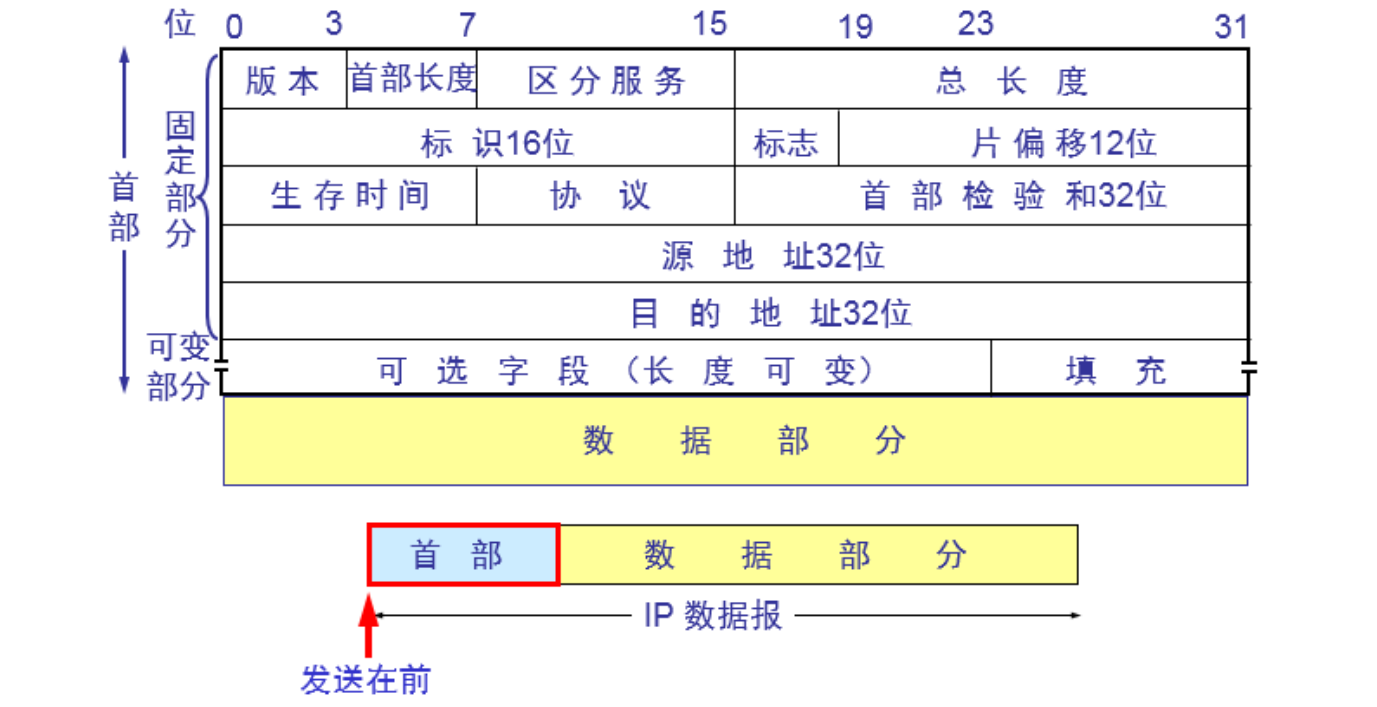 位 0 3 7 15 19 23 31
版 本 首部长度 区 分 服 务 总 长 度
标 识16位 标志 片 偏 移12位
生 存 时 间 协 议 首 部 检 验 和32位
源 地 址32位
目 的 地 址32位
可 选 字 段 （长 度 可 变） 填 充
首部
固定部分
可变
部分
数 据 部 分
首 部 数 据 部 分
IP 数据报
发送在前